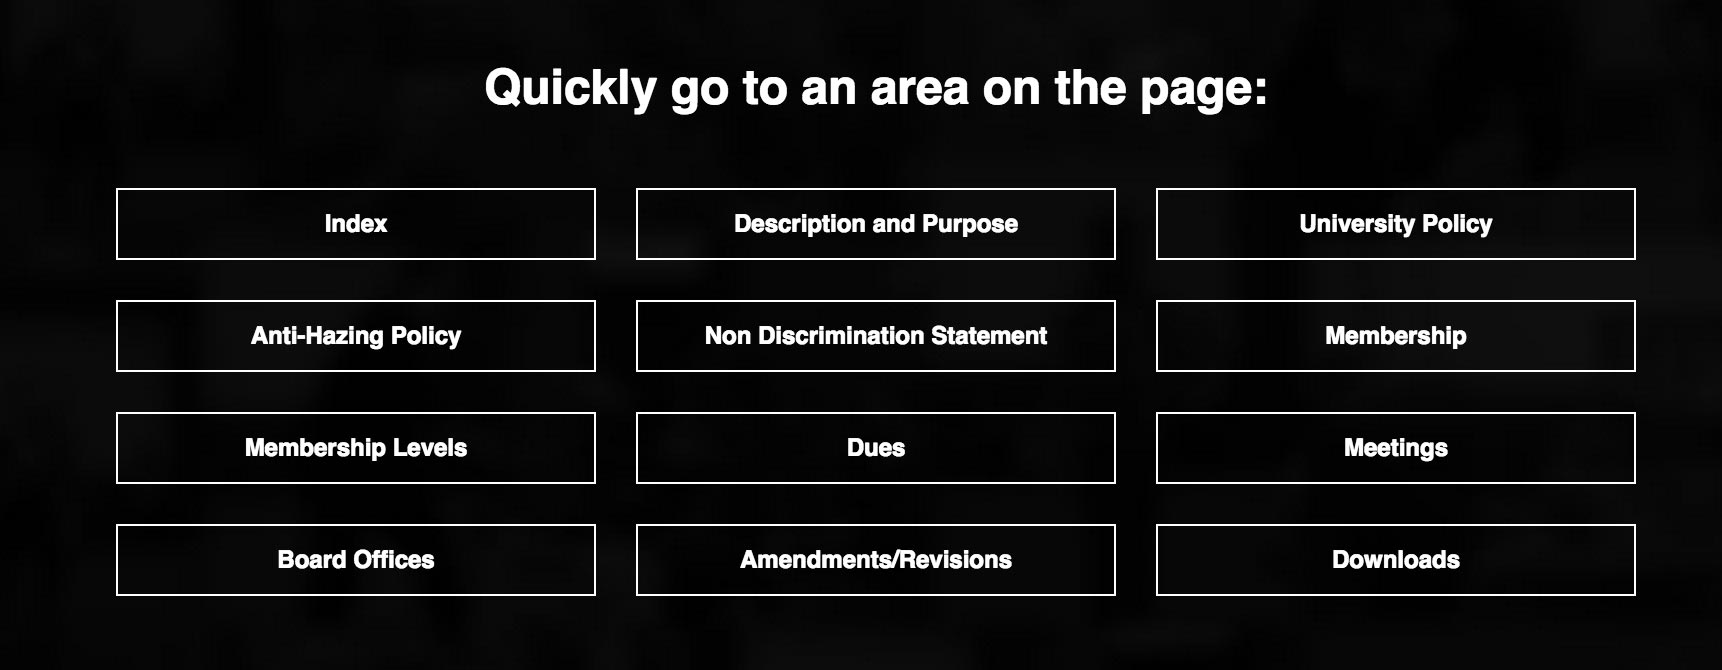 Quickly go to an area on the page:
Index
Description and Purpose
University Policy
Anti-Hazing Policy
Non Discrimination Statement
Membership
Membership Levels
Dues
Meetings
Board Offices
Amendments/Revisions
Downloads